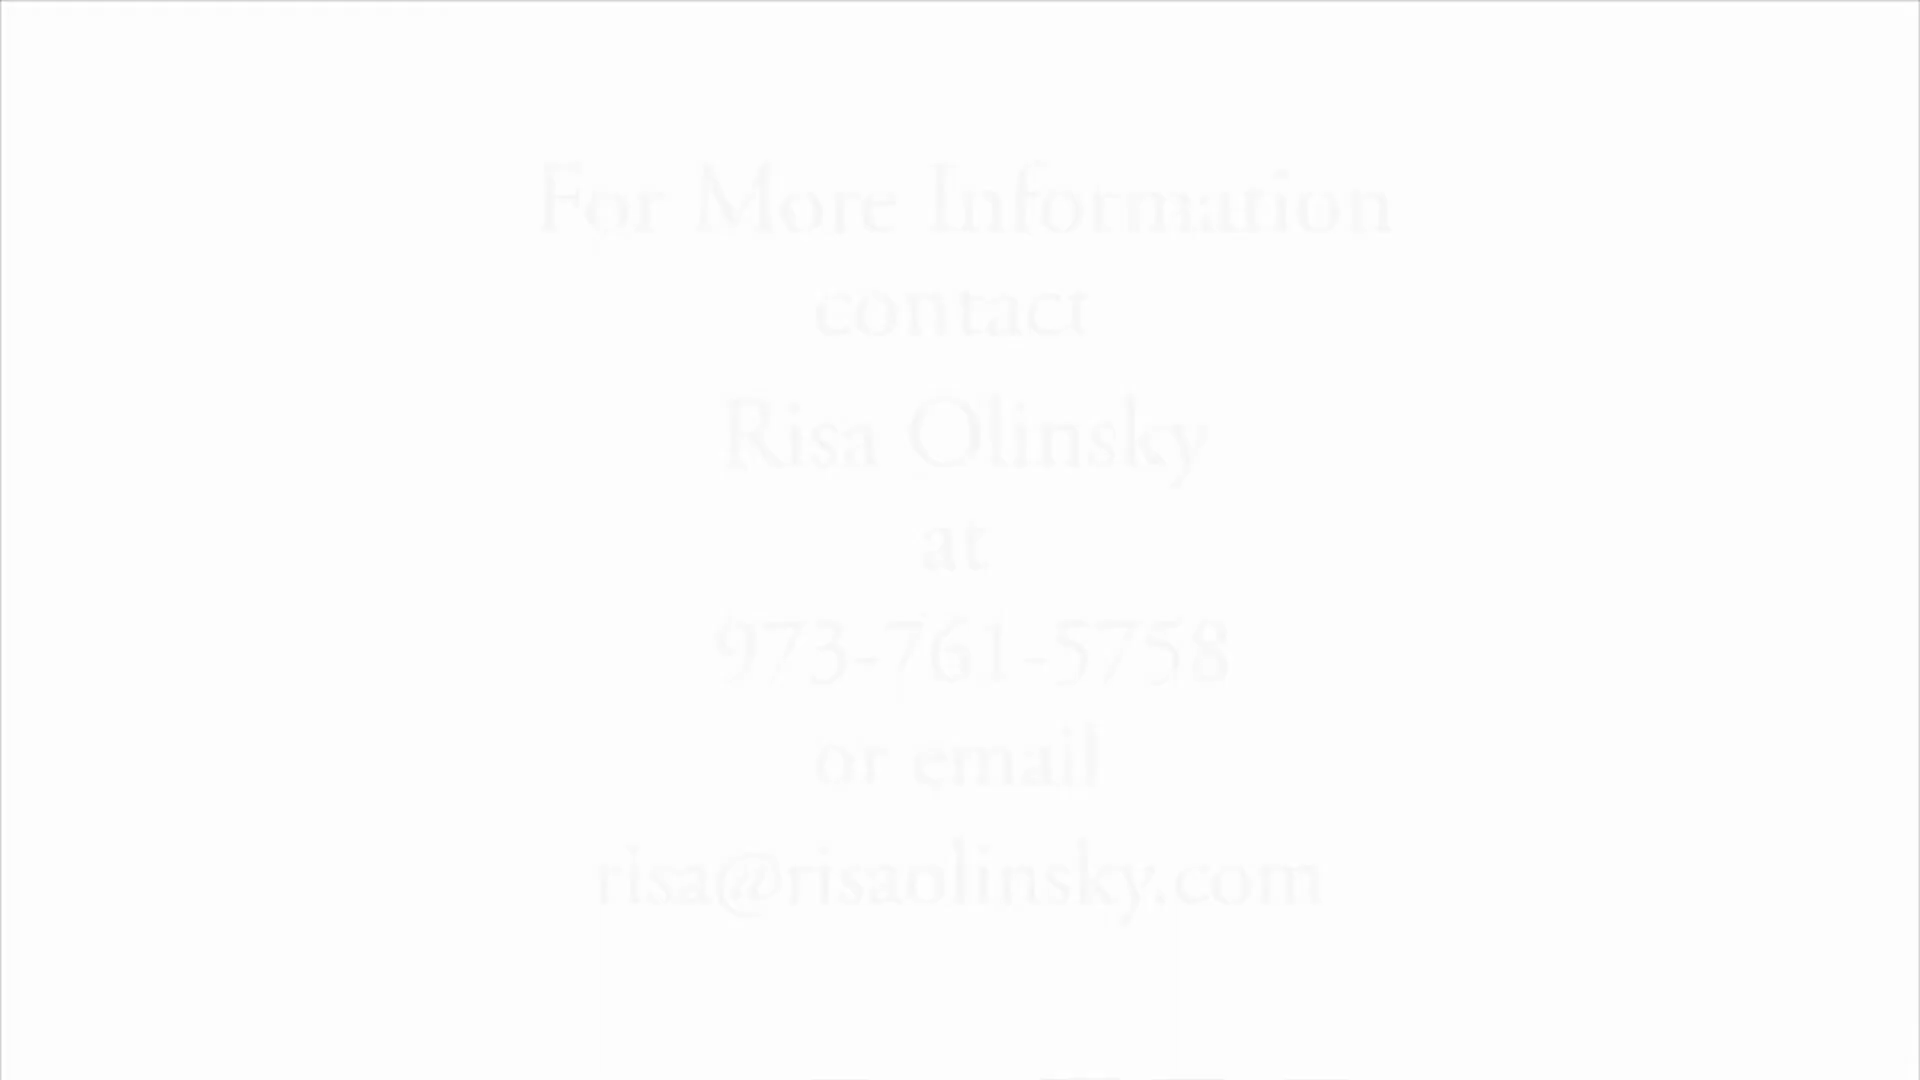 For More Information
contact
Risa Olinsky
at
973-761-5758
or email
risa@risaolinsky.com